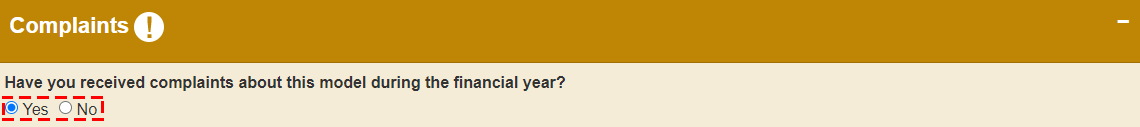 Complaints !
Have you received complaints about this model during the financial year?
Yes No